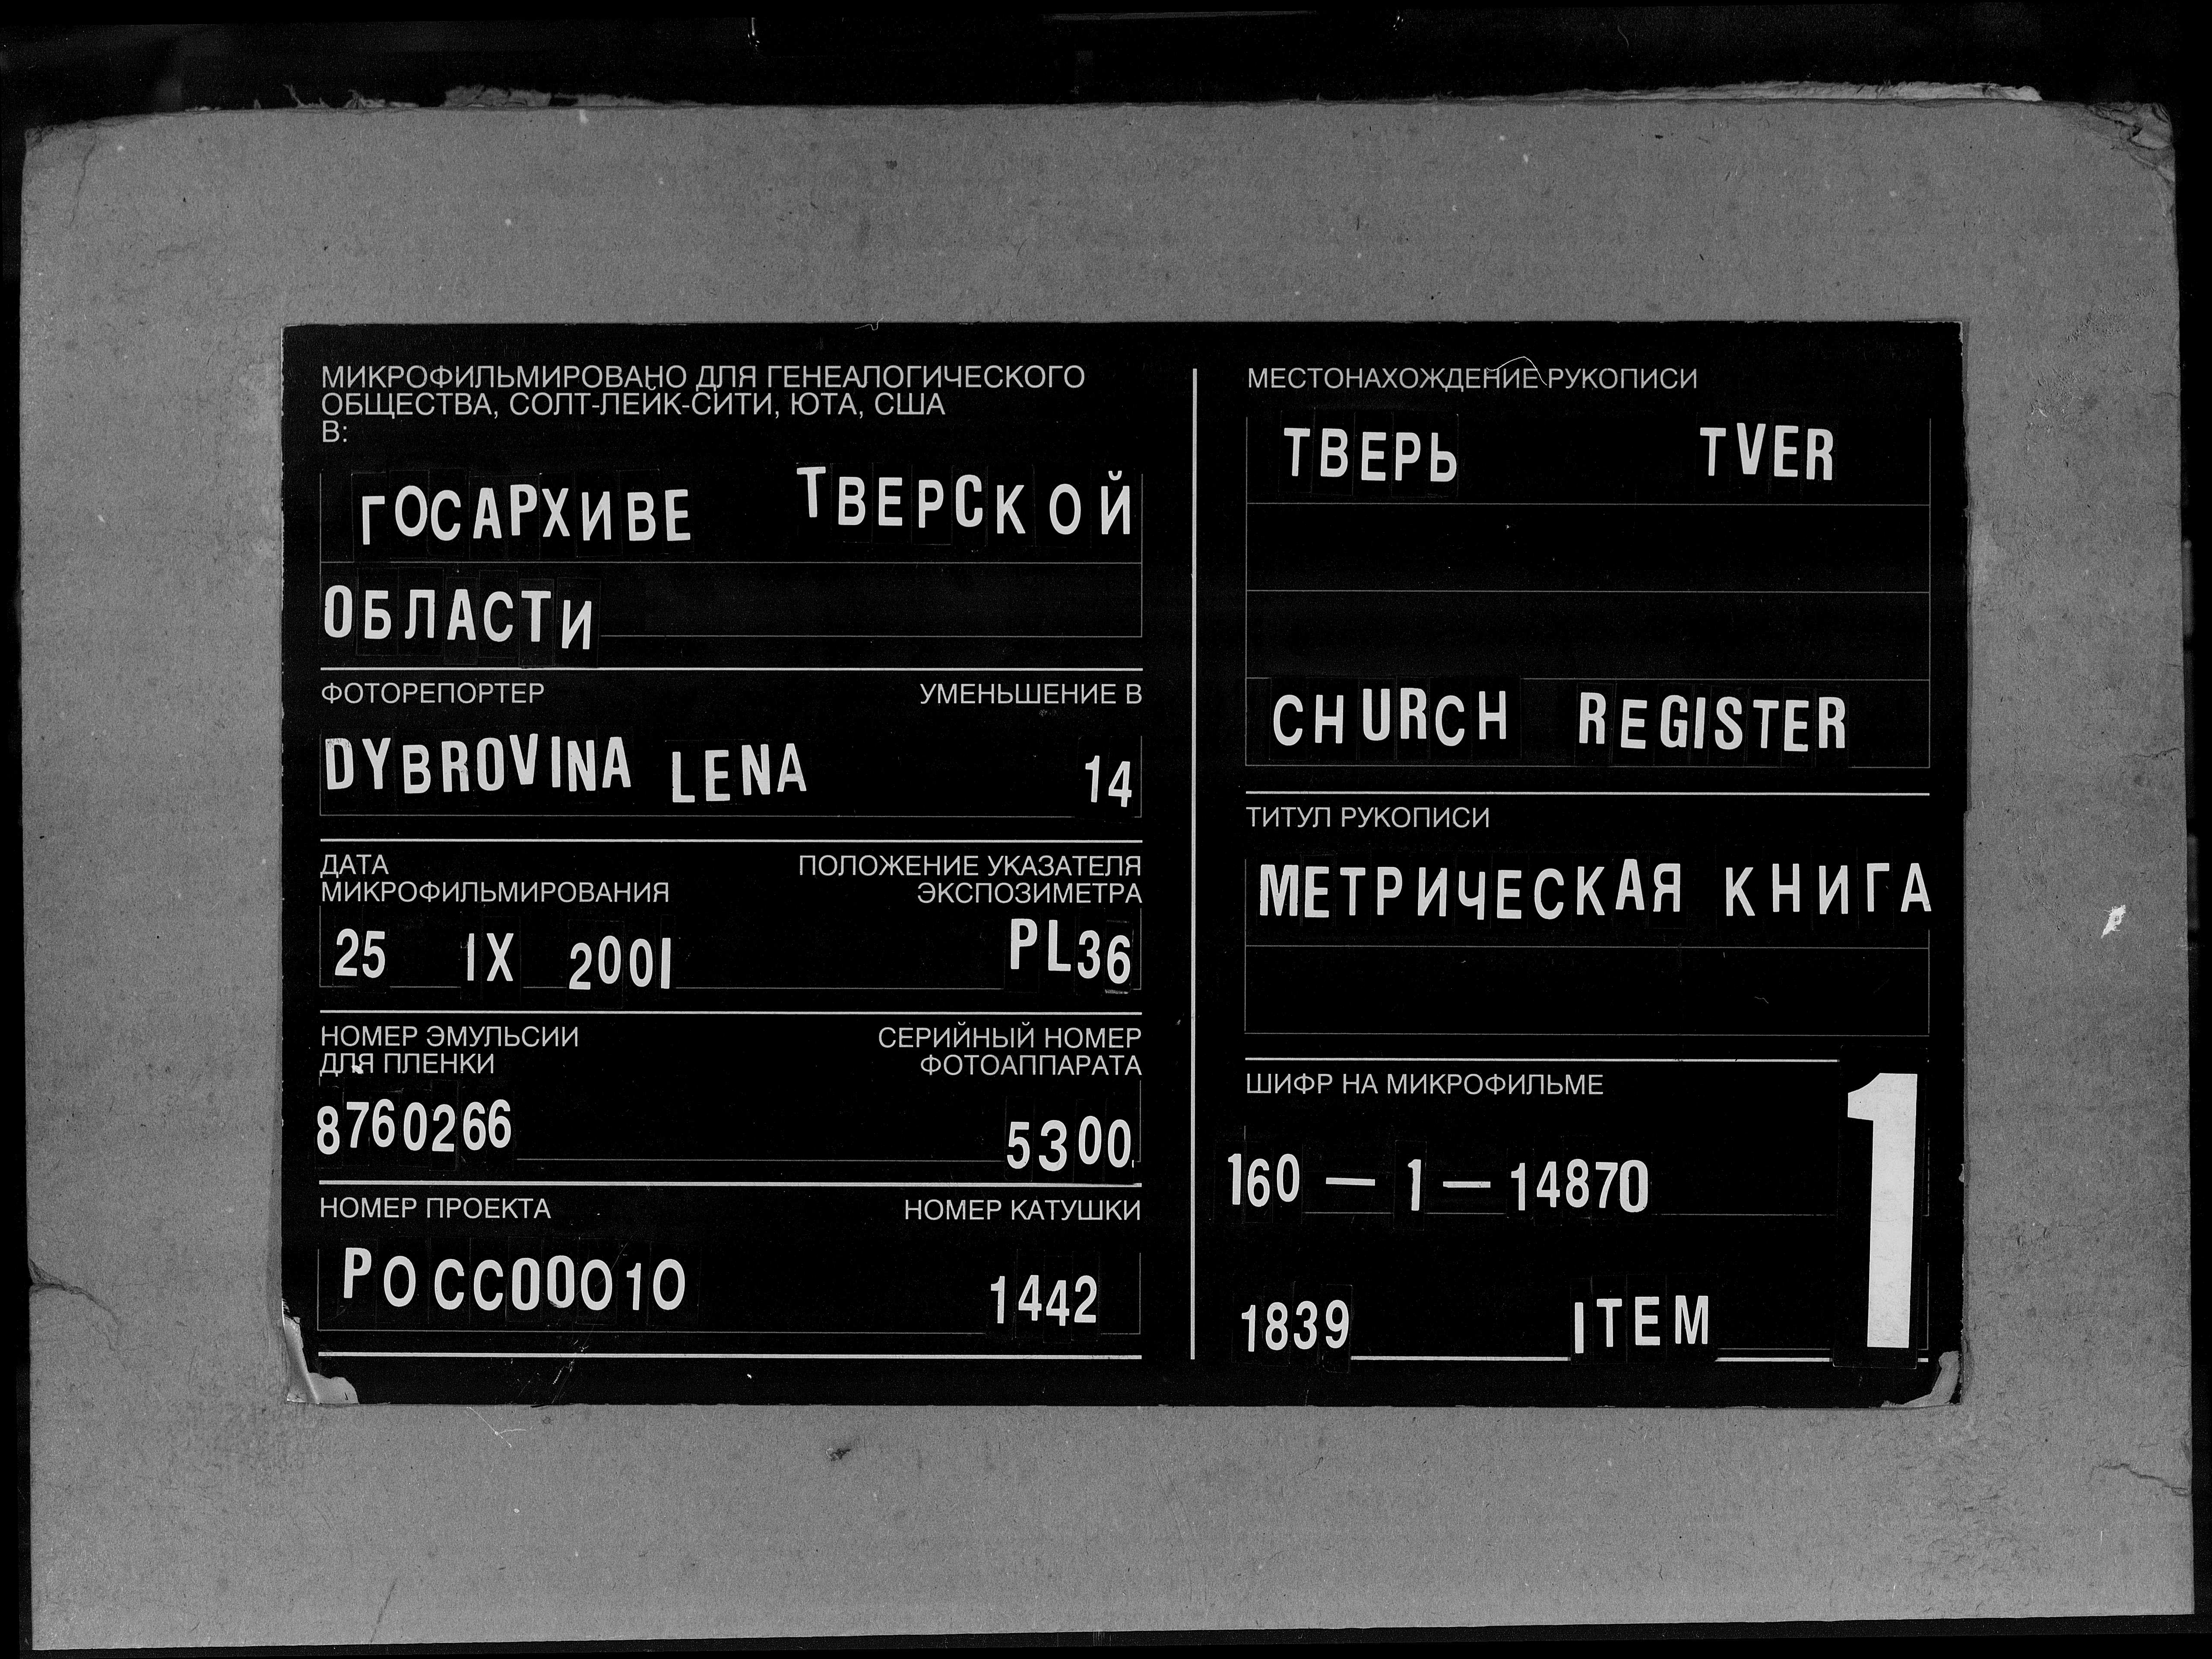 МИКРОФИЛЬМИРОВАНО ДЛЯ ГЕНЕАЛОГИЧЕСКОГО
ОБЩЕСТВА, СОЛТ-ЛЕЙК-СИТИ, ЮТА, США
В:
ГОСАРХИВЕ ТВЕРСКОЙ
ОБЛАСТИ
ФОТОРЕПОРТЕР УМЕНЬШЕНИЕ В
DYBROVINA LENA 14
ДАТА ПОЛОЖЕНИЕ УКАЗАТЕЛЯ
МИКРОФИЛЬМИРОВАНИЯ ЭКСПОЗИМЕТРА
25 IX 2001 PL36
НОМЕР ЭМУЛЬСИИ СЕРИЙНЫЙ НОМЕР
ДЛЯ ПЛЕНКИ ФОТОАППАРАТА
8760266 5300
НОМЕР ПРОЕКТА НОМЕР КАТУШКИ
РОСС00010 1442
МЕСТОНАХОЖДЕНИЕ РУКОПИСИ
ТВЕРЬ TVER
CHURCH REGISTER
ТИТУЛ РУКОПИСИ
МЕТРИЧЕСКАЯ КНИГА
ШИФР НА МИКРОФИЛЬМЕ
160 — 1 — 14870
1839 ITEM 1